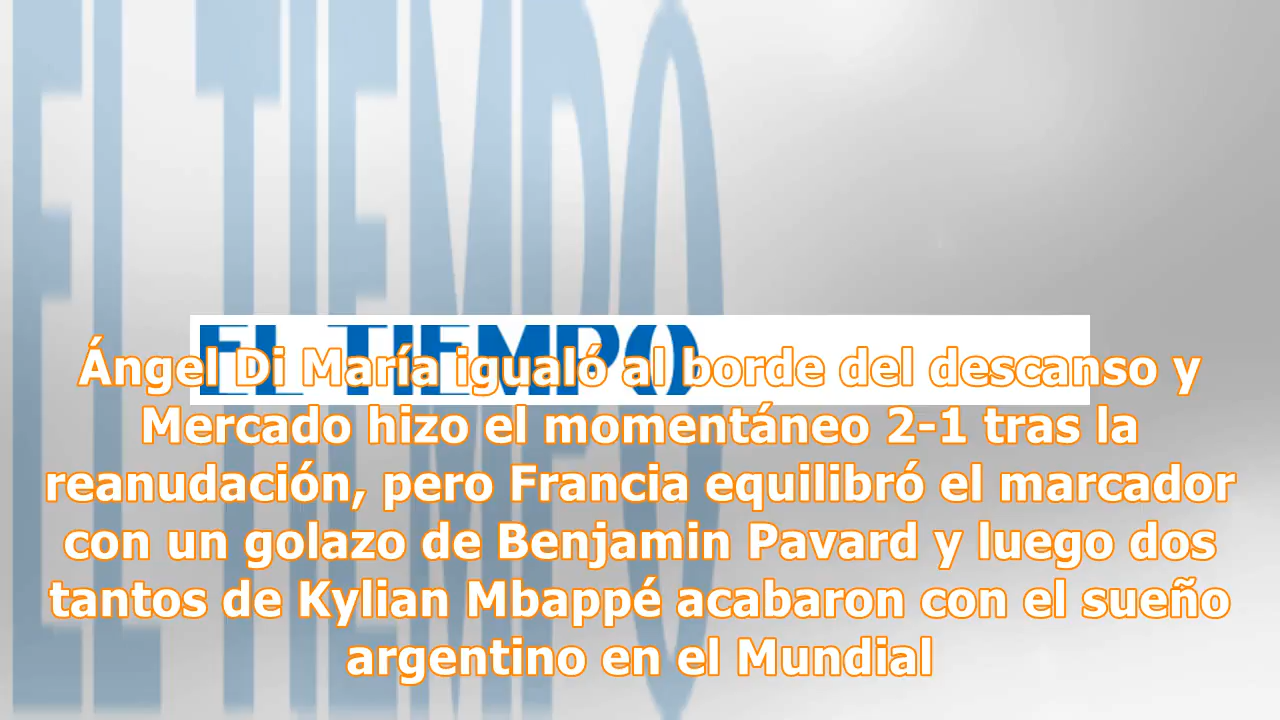 EL TIEMPO
EL TIEMPO
Ángel Di María igualó al borde del descanso y
Mercado hizo el momentáneo 2-1 tras la
reanudación, pero Francia equilibró el marcador
con un golazo de Benjamin Pavard y luego dos
tantos de Kylian Mbappé acabaron con el sueño
argentino en el Mundial